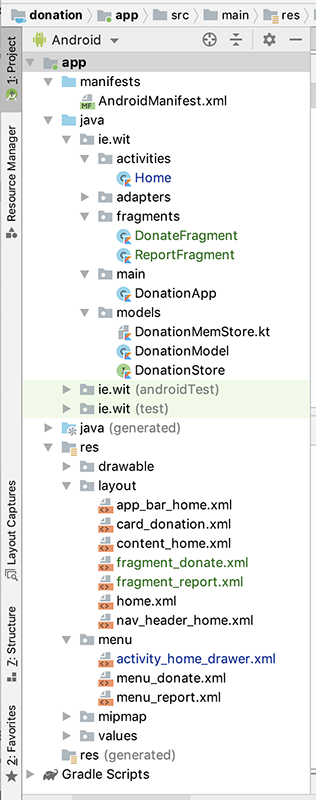 donation app src main res
Android
app
manifests
AndroidManifest.xml
java
ie.wit
activities
Home
adapters
fragments
DonateFragment
ReportFragment
main
DonationApp
models
DonationMemStore.kt
DonationModel
DonationStore
ie.wit (androidTest)
ie.wit (test)
java (generated)
res
drawable
layout
app_bar_home.xml
card_donation.xml
content_home.xml
fragment_donate.xml
fragment_report.xml
home.xml
nav_header_home.xml
menu
activity_home_drawer.xml
menu_donate.xml
menu_report.xml
mipmap
values
res (generated)
Gradle Scripts
1: Project
Resource Manager
Layout Captures
Z: Structure
2: Favorites